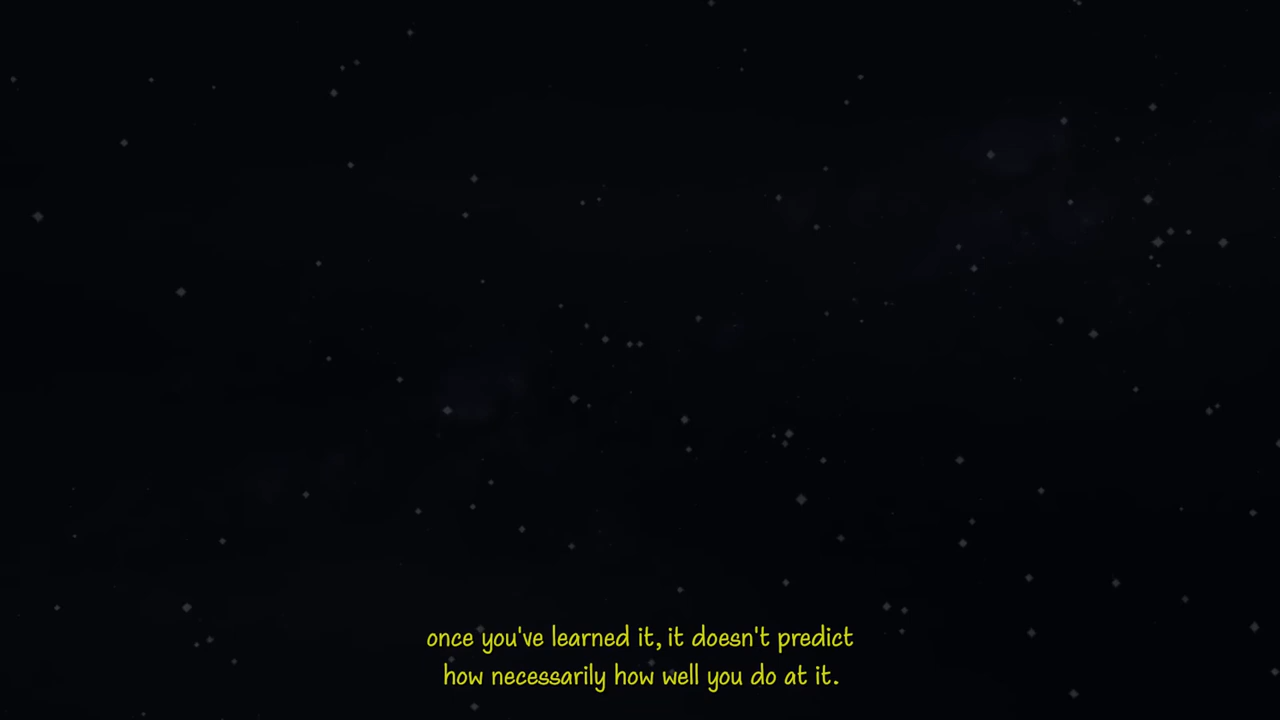 once you've learned it, it doesn't predict
how necessarily how well you do at it.